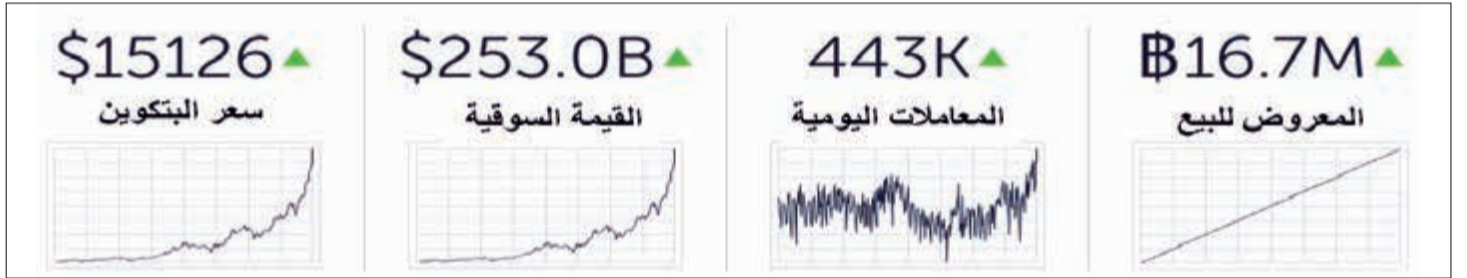 $15126
سعر البتكوين
$253.0B
القيمة السوقية
443K
المعاملات اليومية
฿16.7M
المعروض للبيع